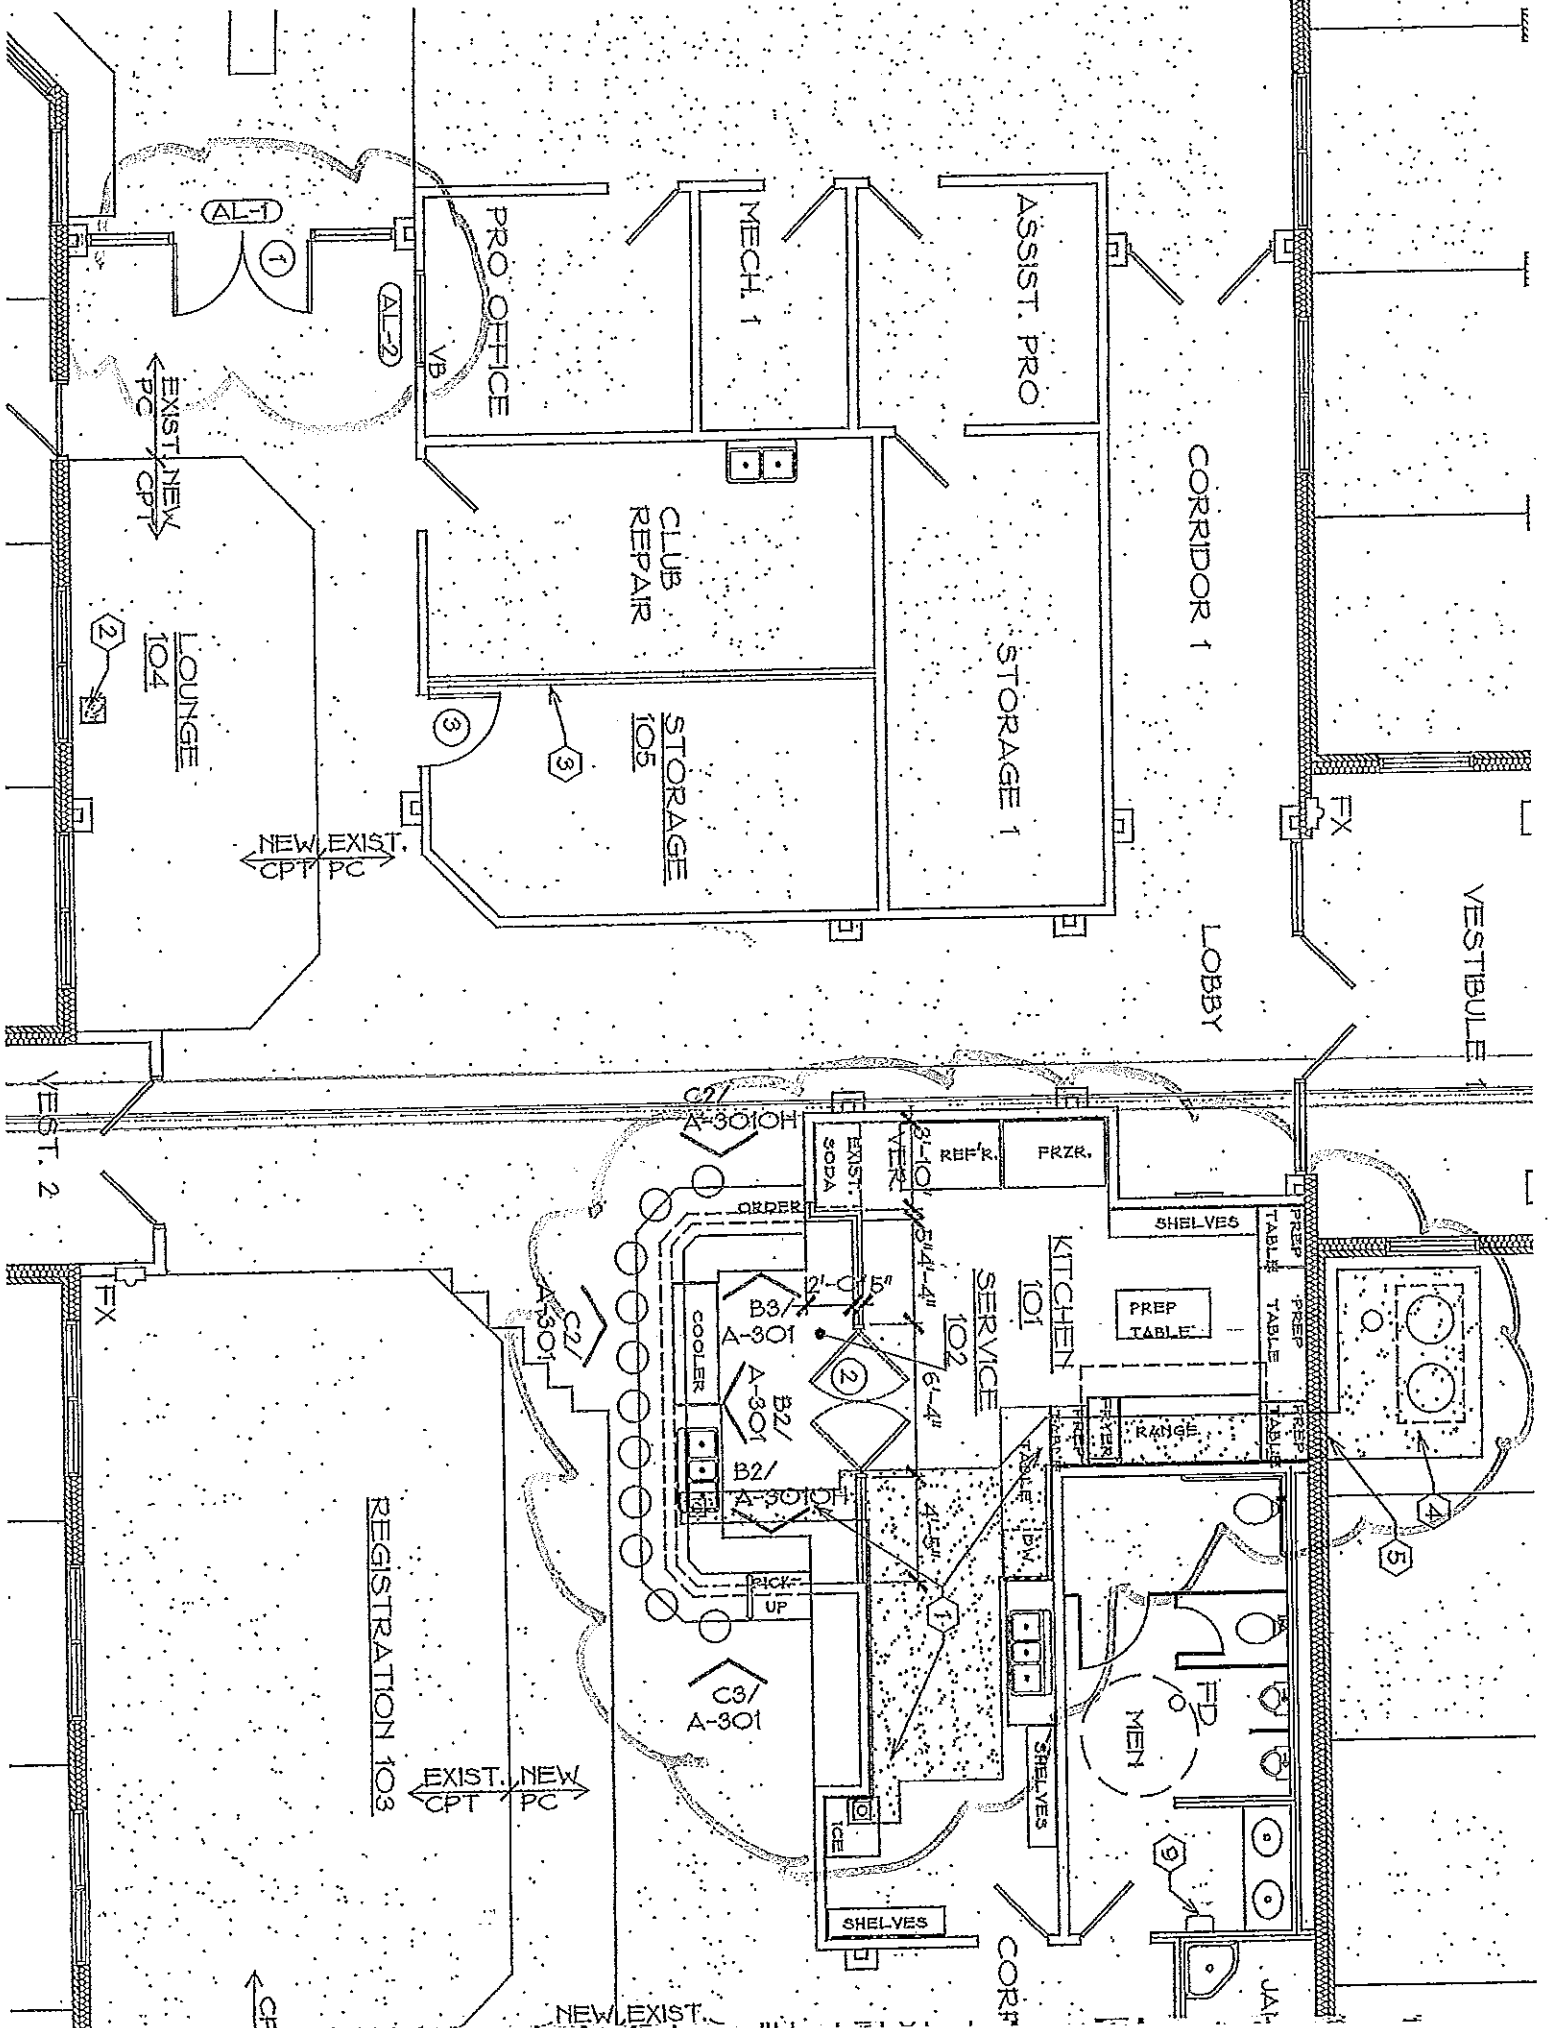 AL-1
1
AL-2
PRO OFFICE
VB
MECH. 1
ASSIST. PRO
EXIST. NEW
PC CPT
CLUB
REPAIR
CORRIDOR 1
STORAGE 1
LOUNGE
104
2
3
3
STORAGE
105
NEW EXIST.
CPT PC
FX
VESTIBULE 1
LOBBY
VEST. 2
FX
C2/
A-301OH
EXIST.
SODA
VER
3'-10"
REF'R.
FRZR.
ORDER
5"
4'-4"
SHELVES
PREP
TABLE
PREP
TABLE
PREP
TABLE
KITCHEN
101
SERVICE
102
PREP
TABLE
2'-0"
5"
B3/
A-301
C2/
A-301
COOLER
2
B2/
A-301
6'-4"
PREP
TABLE
FRYER
RANGE
4
5
B2/
A-301OH
TABLE
DW
4'-5"
PICK-
UP
1
REGISTRATION 103
C3/
A-301
FD
MEN
SHELVES
EXIST. NEW
CPT PC
ICE
9
SHELVES
NEW EXIST.